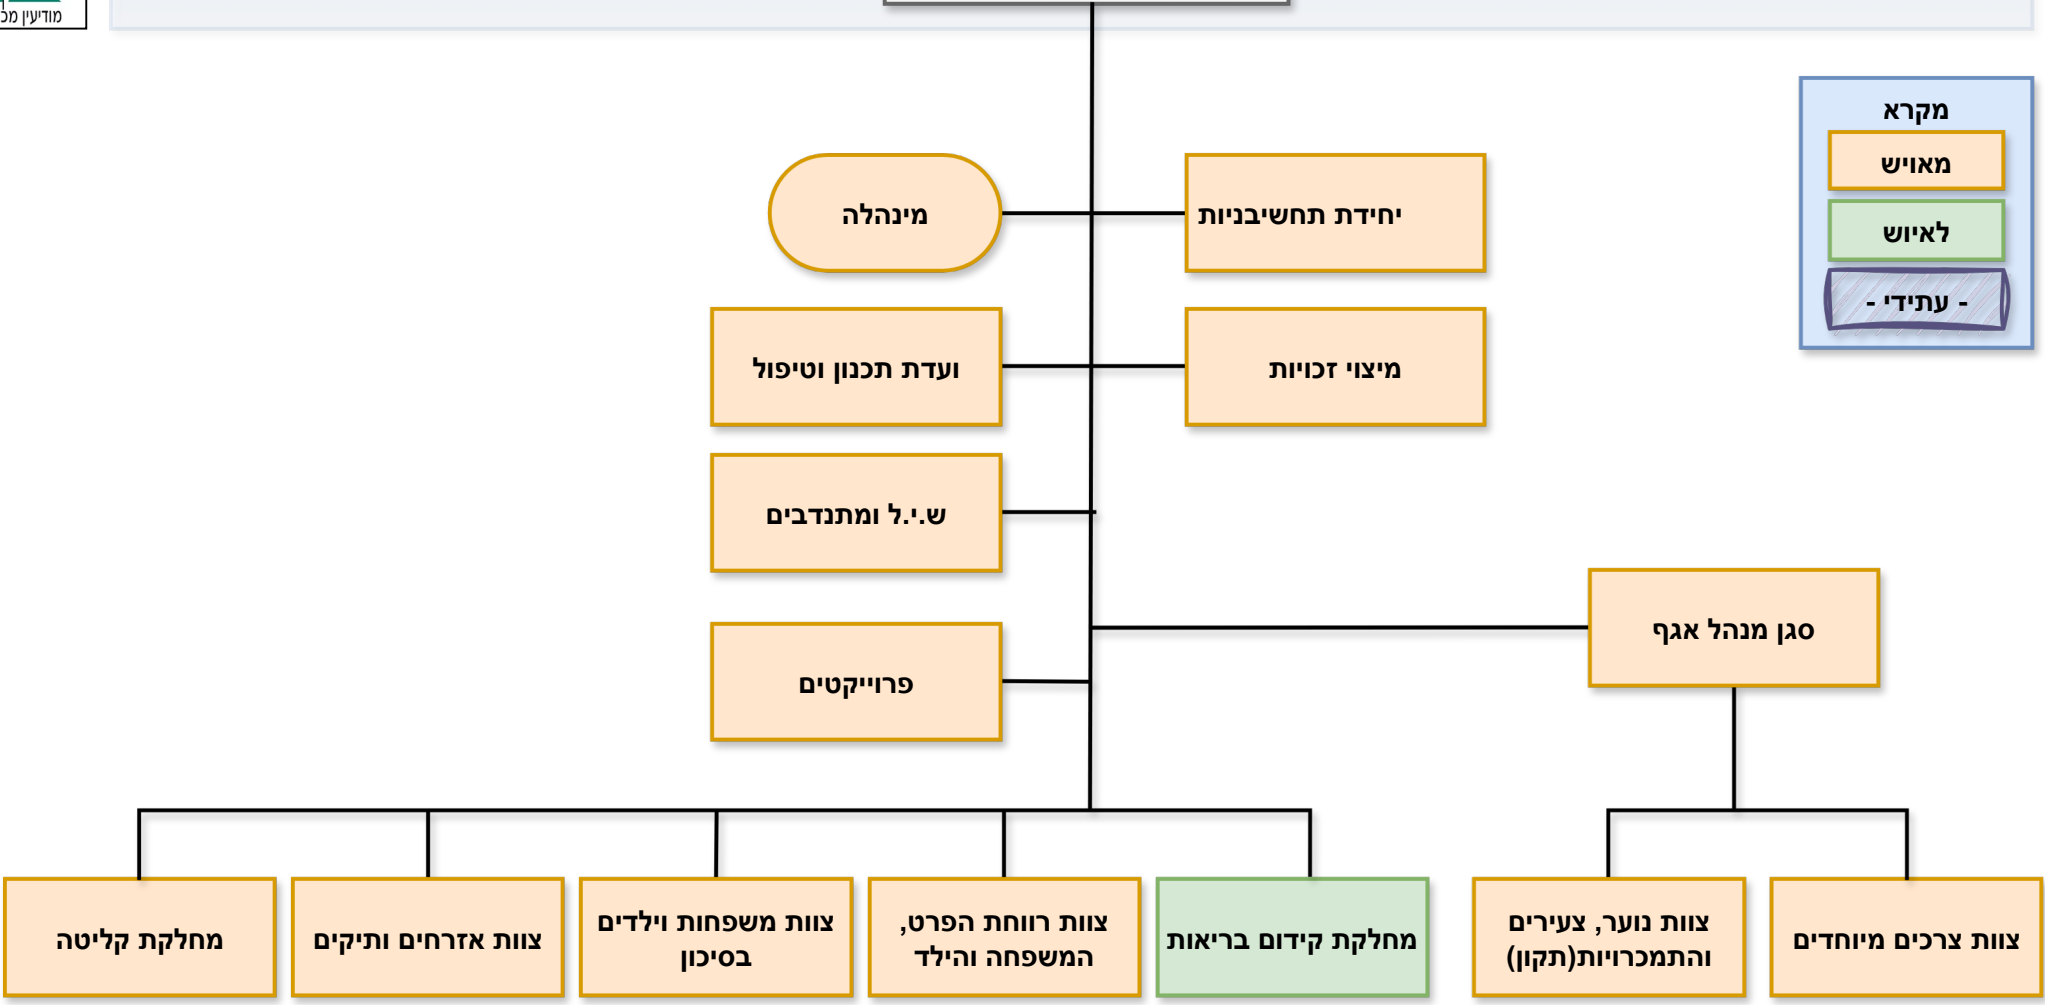 מודיעין מכ
מקרא
מאויש
לאיוש
- עתידי -
יחידת תחשיבניות
מינהלה
מיצוי זכויות
ועדת תכנון וטיפול
ש.י.ל ומתנדבים
סגן מנהל אגף
פרוייקטים
צוות צרכים מיוחדים
צוות נוער, צעירים
והתמכרויות(תקון)
מחלקת קידום בריאות
צוות רווחת הפרט,
המשפחה והילד
צוות משפחות וילדים
בסיכון
צוות אזרחים ותיקים
מחלקת קליטה